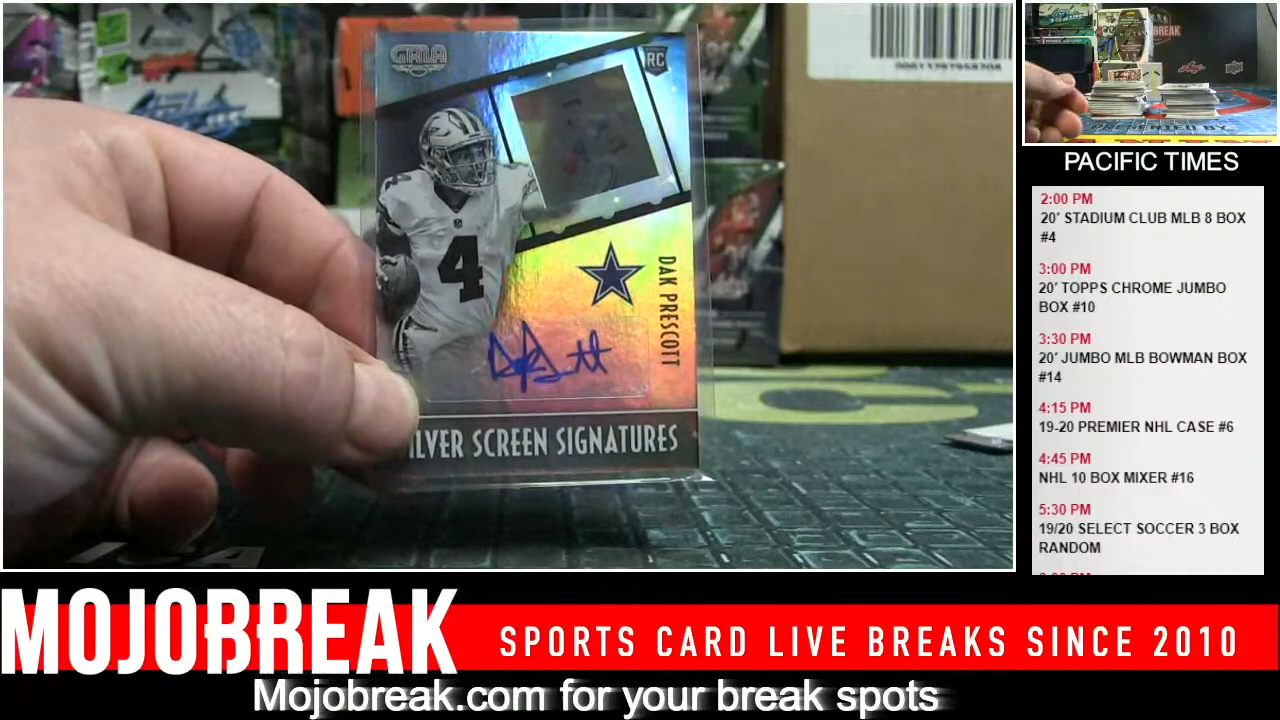 GALA
RC
4
4
DAK PRESCOTT
ILVER SCREEN SIGNATURES
PACIFIC TIMES
2:00 PM
20' STADIUM CLUB MLB 8 BOX
#4
3:00 PM
20' TOPPS CHROME JUMBO
BOX #10
3:30 PM
20' JUMBO MLB BOWMAN BOX
#14
4:15 PM
19-20 PREMIER NHL CASE #6
4:45 PM
NHL 10 BOX MIXER #16
5:30 PM
19/20 SELECT SOCCER 3 BOX
RANDOM
MOJOBREAK
SPORTS CARD LIVE BREAKS SINCE 2010
Mojobreak.com for your break spots